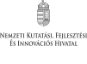 NEMZETI KUTATÁSI, FEJLESZTÉSI
ÉS INNOVÁCIÓS HIVATAL